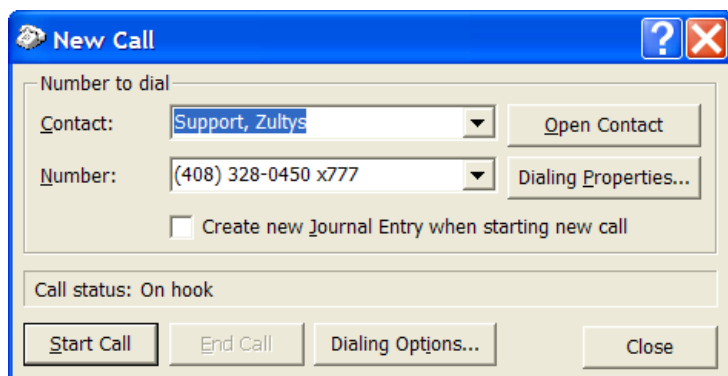 New Call
Number to dial
Contact: Support, Zultys Open Contact
Number: (408) 328-0450 x777 Dialing Properties...
Create new Journal Entry when starting new call
Call status: On hook
Start Call End Call Dialing Options... Close